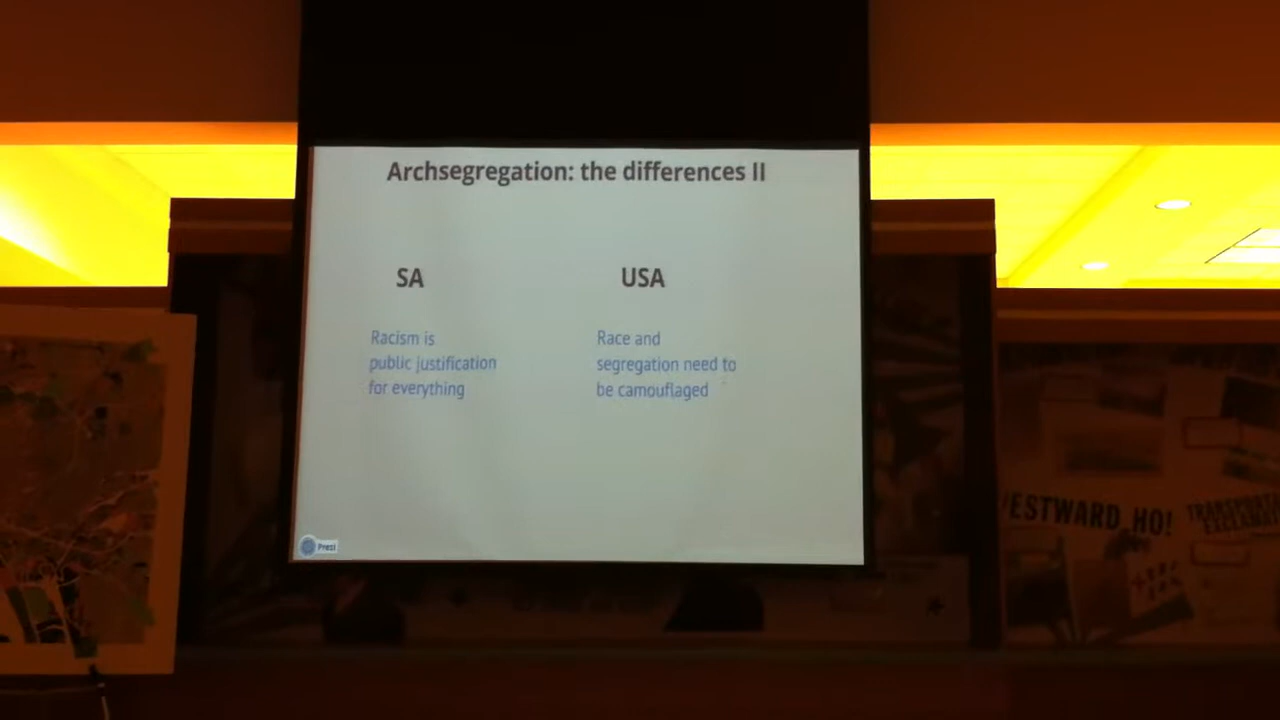 Archsegregation: the differences II
SA
USA
Racism is
public justification
for everything
Race and
segregation need to
be camouflaged
Prezi
WESTWARD HO!